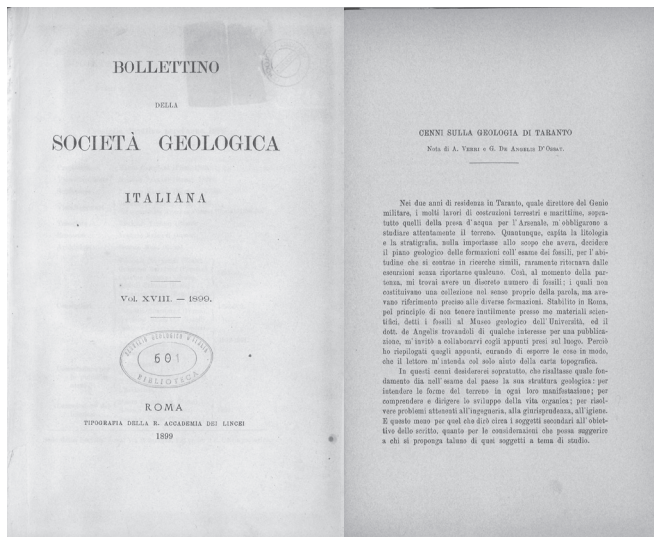 BOLLETTINO
DELLA
SOCIETÀ GEOLOGICA
ITALIANA
VOL. XVIII. — 1899.
SERVIZIO GEOLOGICO D'ITALIA
601
BIBLIOTECA
ROMA
TIPOGRAFIA DELLA R. ACCADEMIA DEI LINCEI
1899
CENNI SULLA GEOLOGIA DI TARANTO
Nota di A. VERRI e G. DE ANGELIS D'OSSAT.
Nei due anni di residenza in Taranto, quale direttore del Genio
militare, i molti lavori di costruzioni terrestri e marittime, sopra-
tutto quelli della presa d'acqua per l'Arsenale, m'obbligarono a
studiare attentamente il terreno. Quantunque, capita la litologia
e la stratigrafia, nulla importasse allo scopo che aveva, decidere
il piano geologico delle formazioni coll'esame dei fossili, per l'abi-
tudine che si contrae in ricerche simili, raramente ritornava dalle
escursioni senza riportarne qualcuno. Così, al momento della par-
tenza, mi trovai avere un discreto numero di fossili; i quali non
costituivano una collezione nel senso proprio della parola, ma ave-
vano riferimento preciso alle diverse formazioni. Stabilito in Roma,
pel principio di non tenere inutilmente presso me materiali scien-
tifici, detti i fossili al Museo geologico dell'Università, ed il
dott. de Angelis trovandoli di qualche interesse per una pubblica-
zione, m'invitò a collaborarvi cogli appunti presi sul luogo. Perciò
ho riepilogati quegli appunti, curando di esporre le cose in modo,
che il lettore m'intenda col solo aiuto della carta topografica.
In questi cenni desidererei sopratutto, che risaltasse quale fon-
damento dia nell'esame del paese la sua struttura geologica: per
intendere le forme del terreno in ogni loro manifestazione; per
comprendere e dirigere lo sviluppo della vita organica; per risol-
vere problemi attenenti all'ingegneria, alla giurisprudenza, all'igiene.
E questo meno per quel che dirò circa i soggetti secondari all'obiet-
tivo dello scritto, quanto per le considerazioni che possa suggerire
a chi si proponga taluno di quei soggetti a tema di studio.